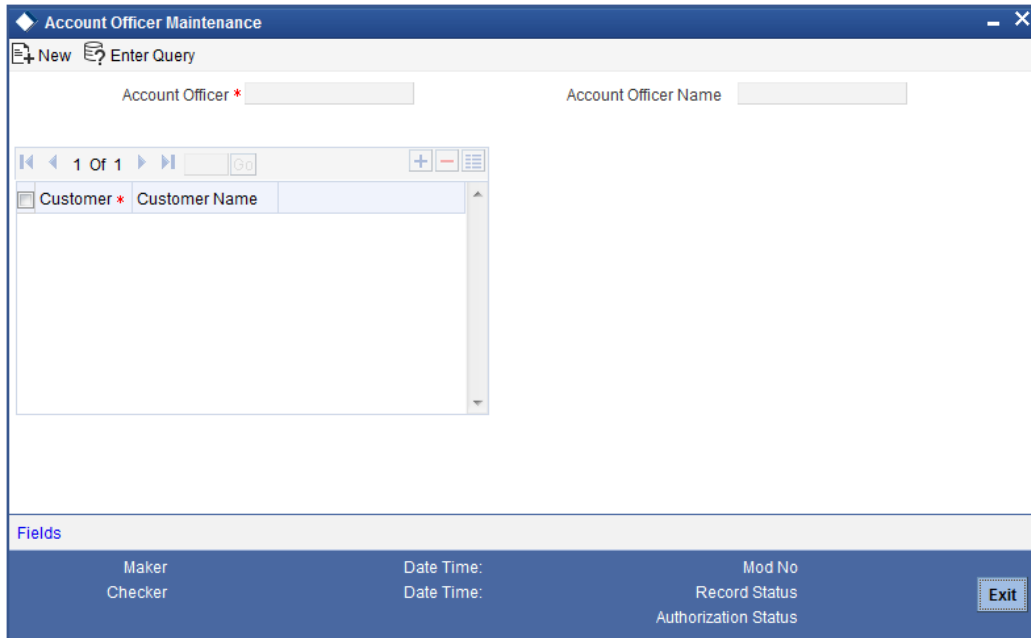 Account Officer Maintenance
New Enter Query
Account Officer * Account Officer Name
1 Of 1 Go
Customer * Customer Name
Fields
Maker Date Time: Mod No
Checker Date Time: Record Status
Authorization Status
Exit